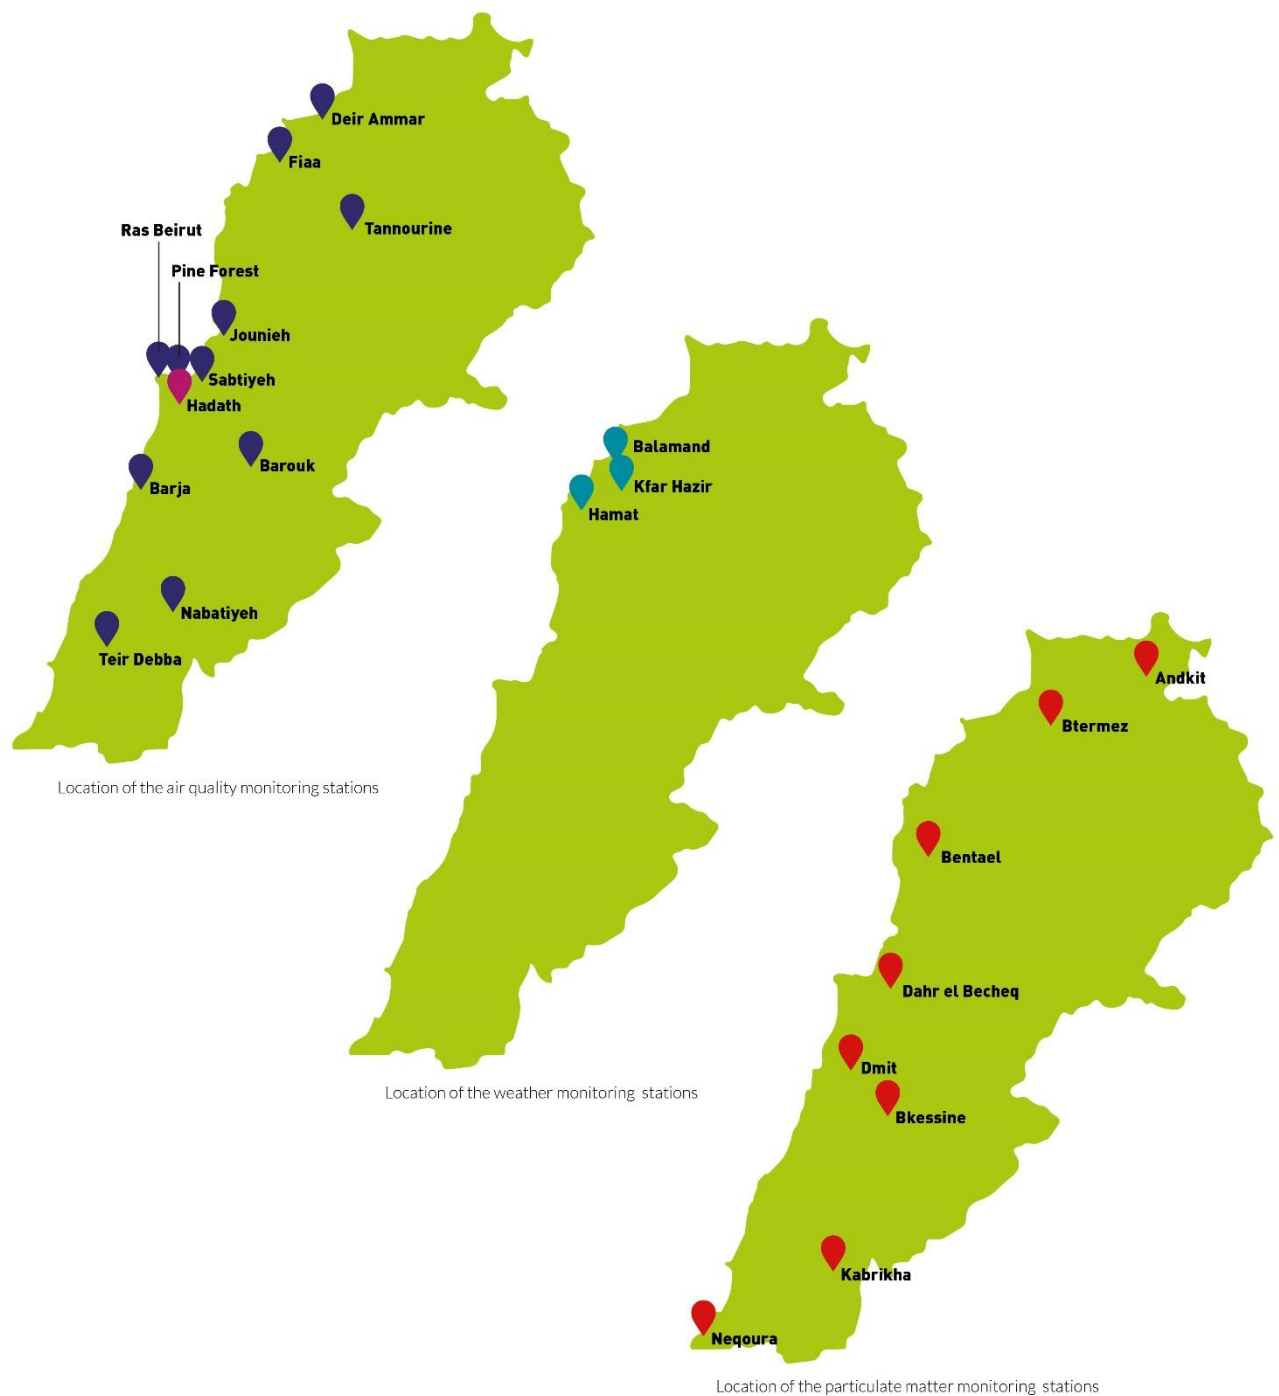 Deir Ammar
Fiaa
Tannourine
Ras Beirut
Pine Forest
Jounieh
Sabtiyeh
Hadath
Barouk
Barja
Nabatiyeh
Teir Debba
Location of the air quality monitoring stations
Balamand
Kfar Hazir
Hamat
Location of the weather monitoring stations
Andkit
Btermez
Bentael
Dahr el Becheq
Dmit
Bkessine
Kabrikha
Neqoura
Location of the particulate matter monitoring stations